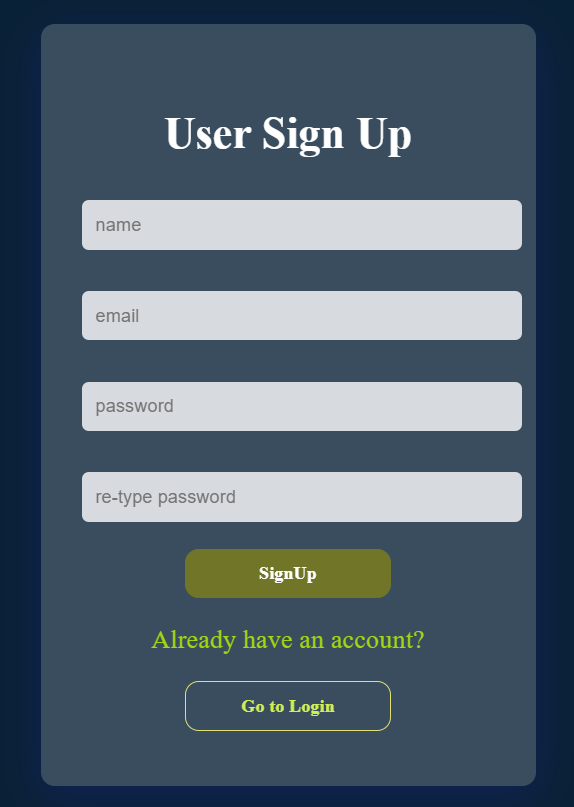 User Sign Up
name
email
password
re-type password
SignUp
Already have an account?
Go to Login